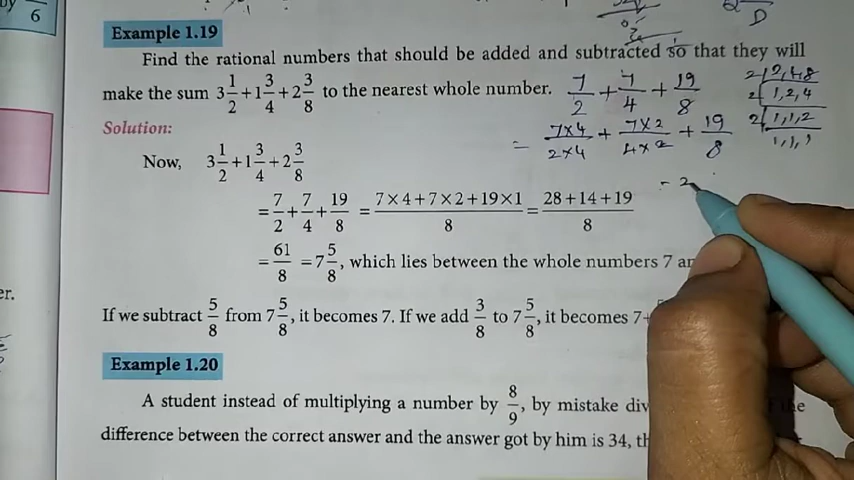 6
Example 1.19
Find the rational numbers that should be added and subtracted so that they will
make the sum 3 1/2 + 1 3/4 + 2 3/8 to the nearest whole number.
7/2 + 7/4 + 19/8
2 | 2, 4, 8
2 | 1, 2, 4
2 | 1, 1, 2
1, 1, 1
= 7×4/2×4 + 7×2/4×2 + 19/8
Solution:
Now, 3 1/2 + 1 3/4 + 2 3/8
= 7/2 + 7/4 + 19/8 = 7×4+7×2+19×1/8 = 28+14+19/8
= 2
= 61/8 = 7 5/8, which lies between the whole numbers 7
If we subtract 5/8 from 7 5/8, it becomes 7. If we add 3/8 to 7 5/8, it becomes 7+
Example 1.20
A student instead of multiplying a number by 8/9, by mistake
difference between the correct answer and the answer got by him is 34,